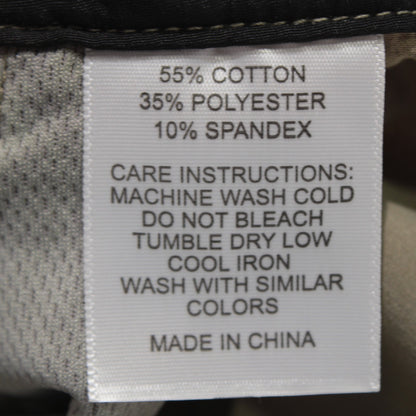 55% COTTON
35% POLYESTER
10% SPANDEX
CARE INSTRUCTIONS:
MACHINE WASH COLD
DO NOT BLEACH
TUMBLE DRY LOW
COOL IRON
WASH WITH SIMILAR
COLORS
MADE IN CHINA